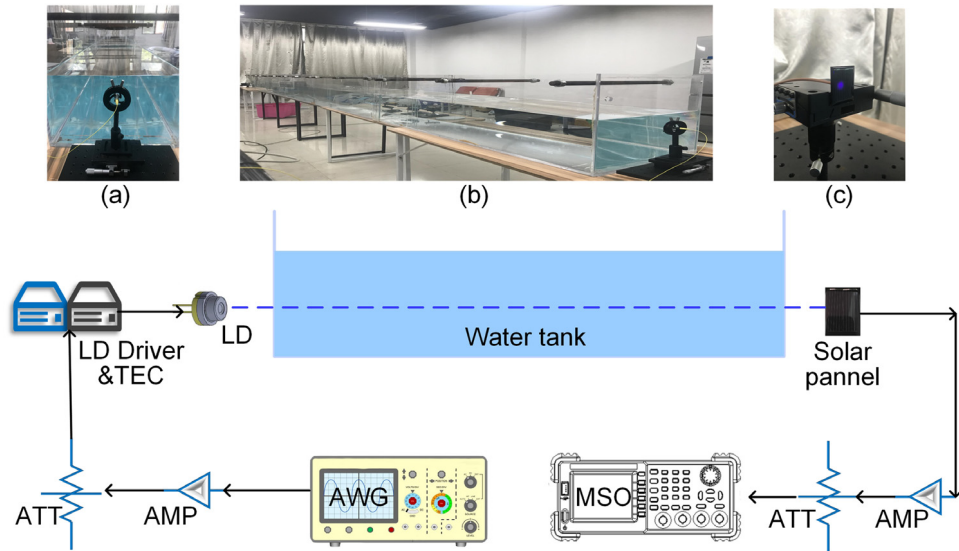 (a)
(b)
(c)
LD
Water tank
LD Driver
&TEC
Solar
pannel
ATT
AMP
AWG
MSO
ATT
AMP